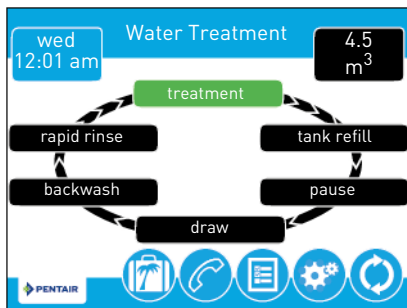 wed
12:01 am
Water Treatment
4.5
m³
treatment
rapid rinse
tank refill
backwash
pause
draw
PENTAIR